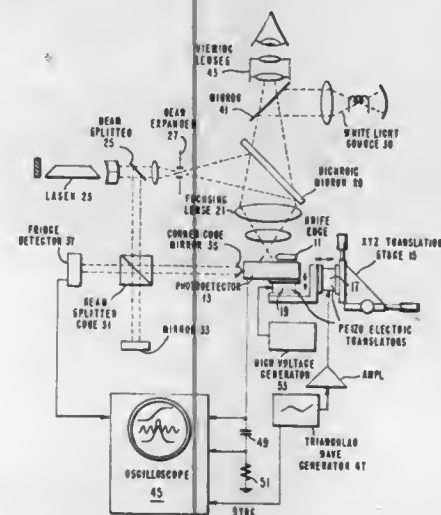 VIEWING
LENSES
43
BEAM
EXPANDER
27
MIRROR
41
WHITE LIGHT
SOURCE 39
BEAM
SPLITTER
25
LASER 23
DICHROIC
MIRROR 29
FOCUSING
LENSE 21
KNIFE
EDGE
11
XYZ TRANSLATION
STAGE 15
FRINGE
DETECTOR 37
CORNER CUBE
MIRROR 35
PHOTODETECTOR
13
17
19
BEAM
SPLITTER
CUBE 31
PEIZO ELECTRIC
TRANSLATORS
MIRROR 33
HIGH VOLTAGE
GENERATOR
53
AMPL
OSCILLOSCOPE
45
49
51
TRIANGULAR
WAVE
GENERATOR 47
SYNC